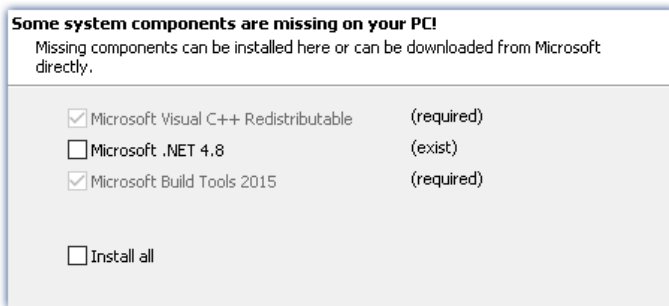 Some system components are missing on your PC!
Missing components can be installed here or can be downloaded from Microsoft
directly.
Microsoft Visual C++ Redistributable (required)
Microsoft .NET 4.8 (exist)
Microsoft Build Tools 2015 (required)
Install all